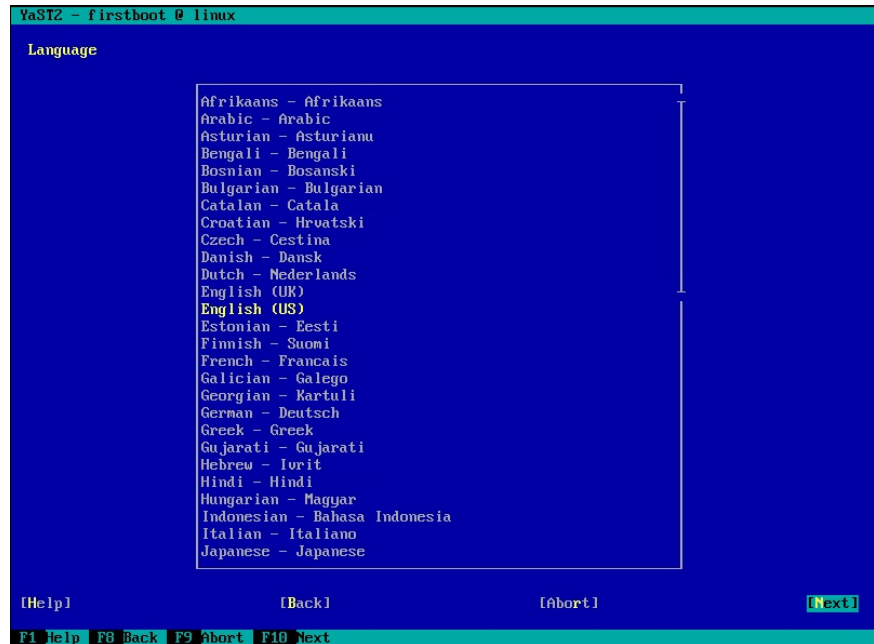 YaST2 - firstboot @ linux
Language
Afrikaans - Afrikaans
Arabic - Arabic
Asturian - Asturianu
Bengali - Bengali
Bosnian - Bosanski
Bulgarian - Bulgarian
Catalan - Catala
Croatian - Hrvatski
Czech - Cestina
Danish - Dansk
Dutch - Nederlands
English (UK)
English (US)
Estonian - Eesti
Finnish - Suomi
French - Francais
Galician - Galego
Georgian - Kartuli
German - Deutsch
Greek - Greek
Gujarati - Gujarati
Hebrew - Ivrit
Hindi - Hindi
Hungarian - Magyar
Indonesian - Bahasa Indonesia
Italian - Italiano
Japanese - Japanese
[Help] [Back] [Abort] [Next]
F1 Help F8 Back F9 Abort F10 Next